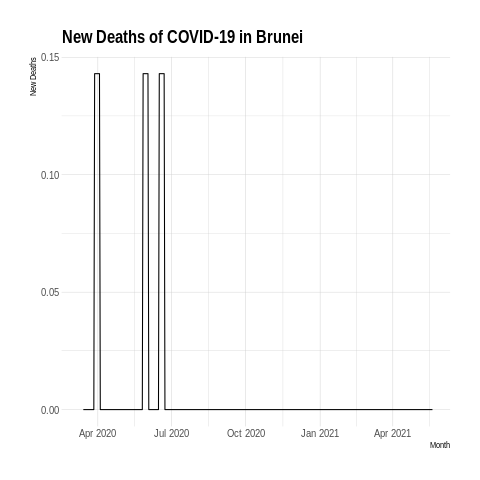 New Deaths of COVID-19 in Brunei
New Deaths
0.15
0.10
0.05
0.00
Apr 2020 Jul 2020 Oct 2020 Jan 2021 Apr 2021
Month